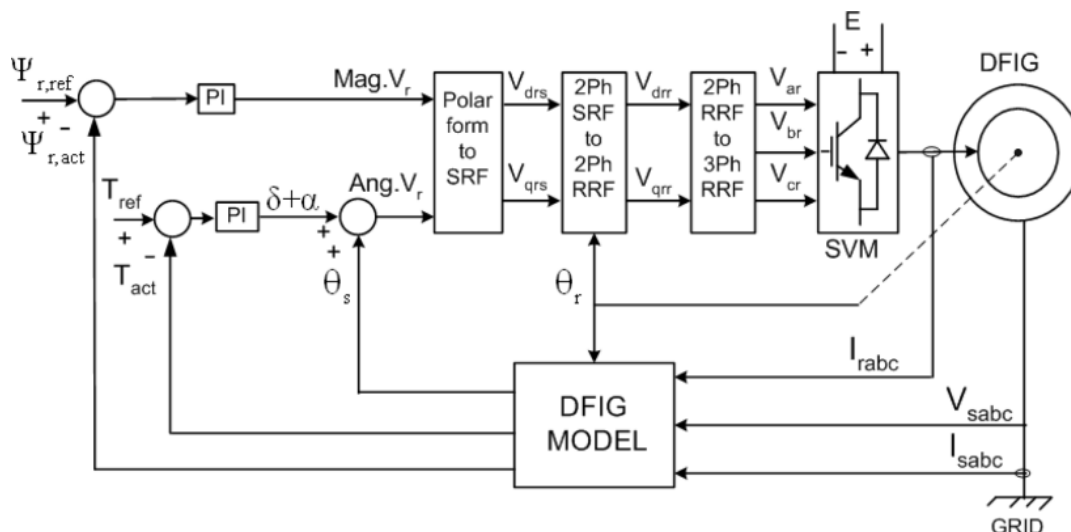 E
- +
DFIG
Ψr,ref
+ -
Ψr,act
PI
Mag.Vr
Polar
form
to
SRF
Vdrs
Vqrs
2Ph
SRF
to
2Ph
RRF
Vdrr
Vqrr
2Ph
RRF
to
3Ph
RRF
Var
Vbr
Vcr
SVM
Tref
+ -
Tact
PI
δ+α
Ang.Vr
+
+
θs
θr
DFIG
MODEL
Irabc
Vsabc
Isabc
GRID